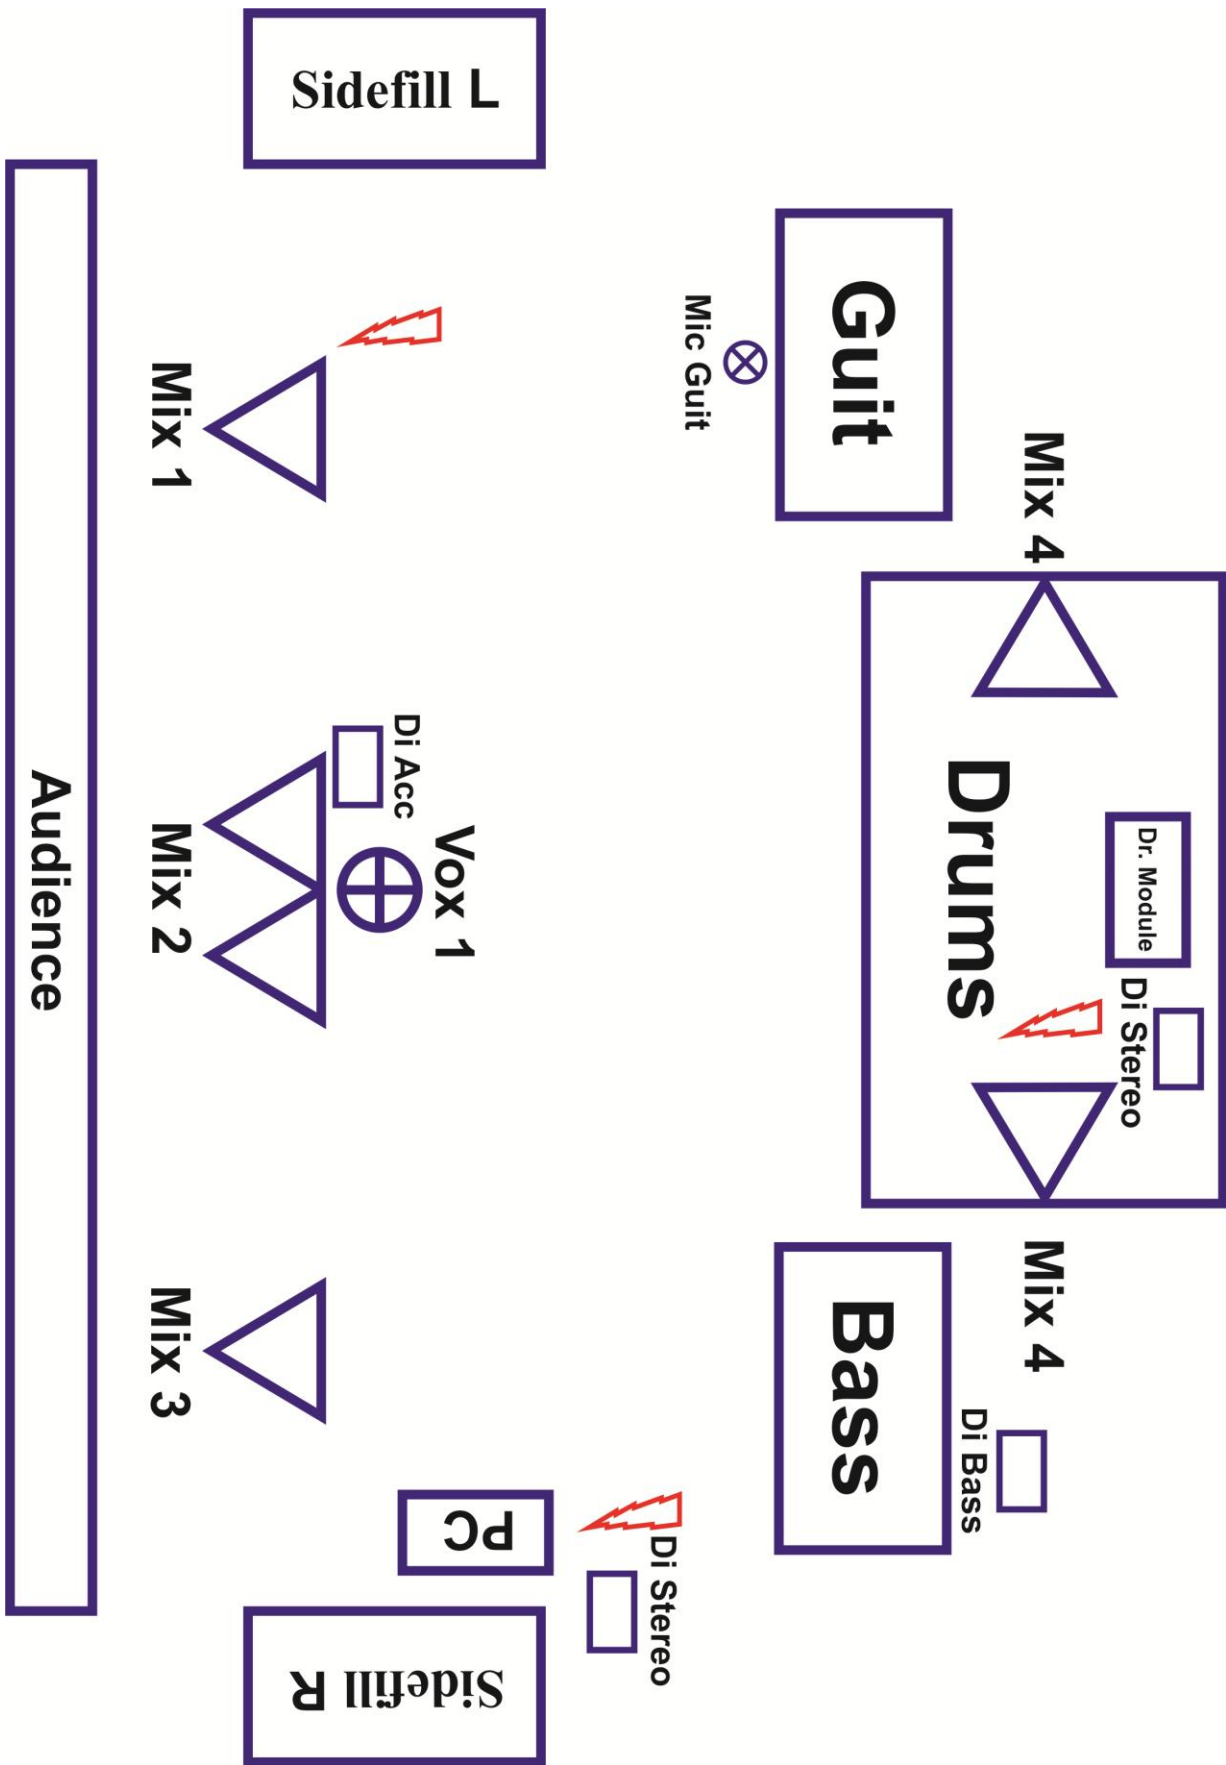 Mix 4
Mix 4
Dr. Module
Di Stereo
Drums
Guit
Bass
Di Bass
Mic Guit
Di Stereo
PC
Sidefill L
Sidefill R
Vox 1
Di Acc
Mix 1
Mix 2
Mix 3
Audience